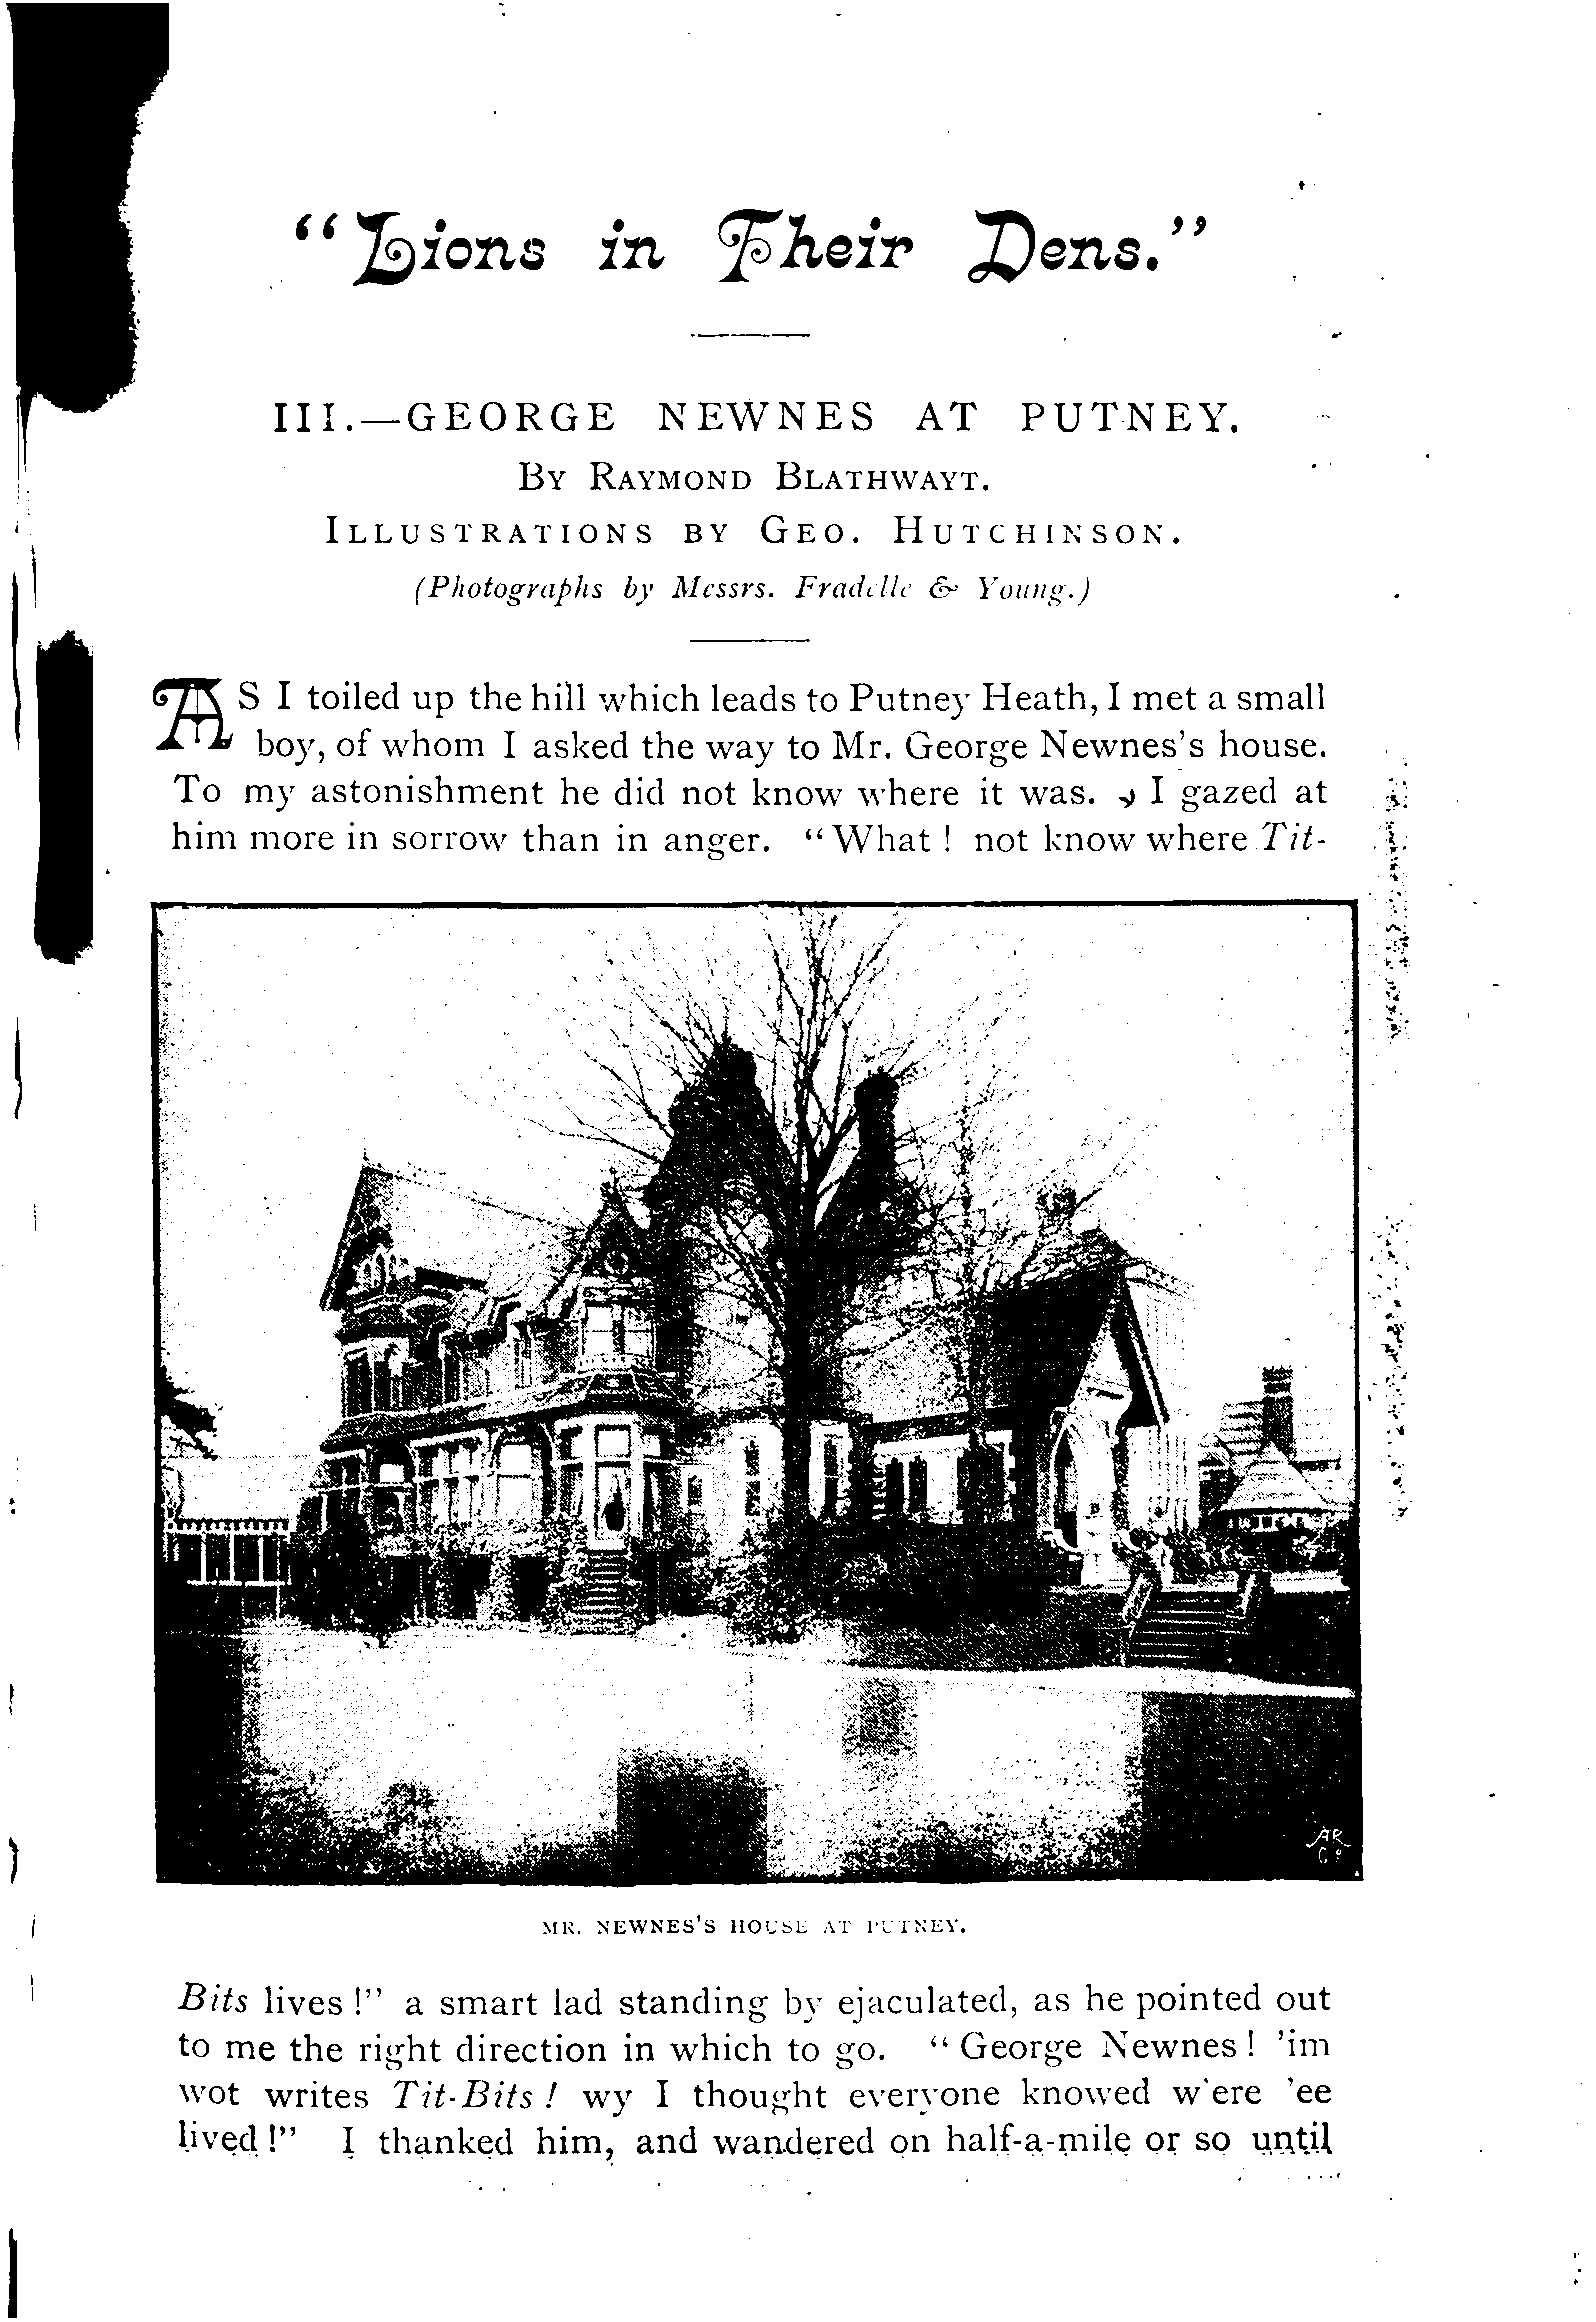 “Lions in Their Dens.”
III.—GEORGE NEWNES AT PUTNEY.
BY RAYMOND BLATHWAYT.
ILLUSTRATIONS BY GEO. HUTCHINSON.
(Photographs by Messrs. Fradelle & Young.)
AS I toiled up the hill which leads to Putney Heath, I met a small
boy, of whom I asked the way to Mr. George Newnes's house.
To my astonishment he did not know where it was. I gazed at
him more in sorrow than in anger. “What! not know where Tit-
AR
Co
MR. NEWNES'S HOUSE AT PUTNEY.
Bits lives!” a smart lad standing by ejaculated, as he pointed out
to me the right direction in which to go. “George Newnes! 'im
wot writes Tit-Bits! wy I thought everyone knowed w'ere 'ee
lived!” I thanked him, and wandered on half-a-mile or so until